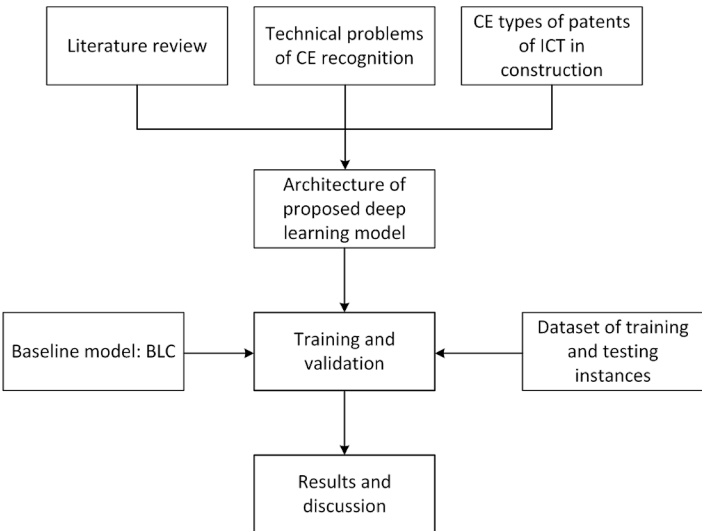 Literature review
Technical problems
of CE recognition
CE types of patents
of ICT in
construction
Architecture of
proposed deep
learning model
Baseline model: BLC
Training and
validation
Dataset of training
and testing
instances
Results and
discussion